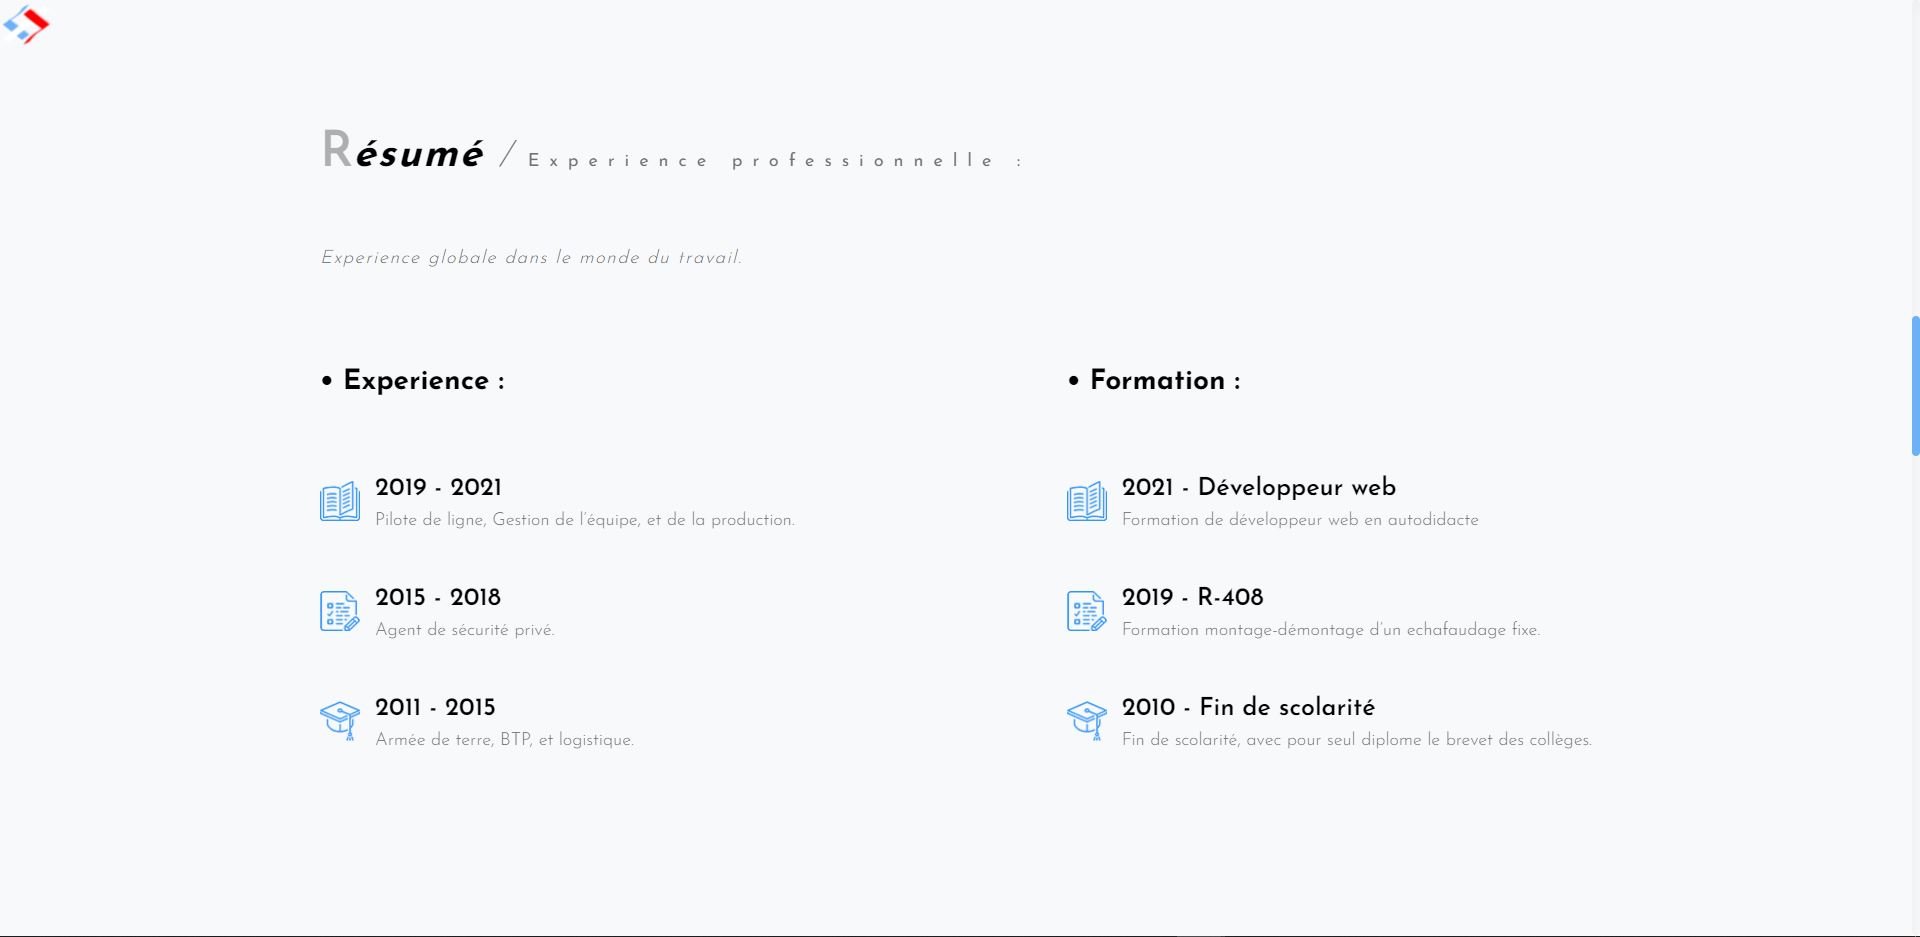 Résumé / Experience professionnelle :
Experience globale dans le monde du travail.
• Experience :
2019 - 2021
Pilote de ligne, Gestion de l'équipe, et de la production.
2015 - 2018
Agent de sécurité privé.
2011 - 2015
Armée de terre, BTP, et logistique.
• Formation :
2021 - Développeur web
Formation de développeur web en autodidacte
2019 - R-408
Formation montage-démontage d'un echafaudage fixe.
2010 - Fin de scolarité
Fin de scolarité, avec pour seul diplome le brevet des collèges.